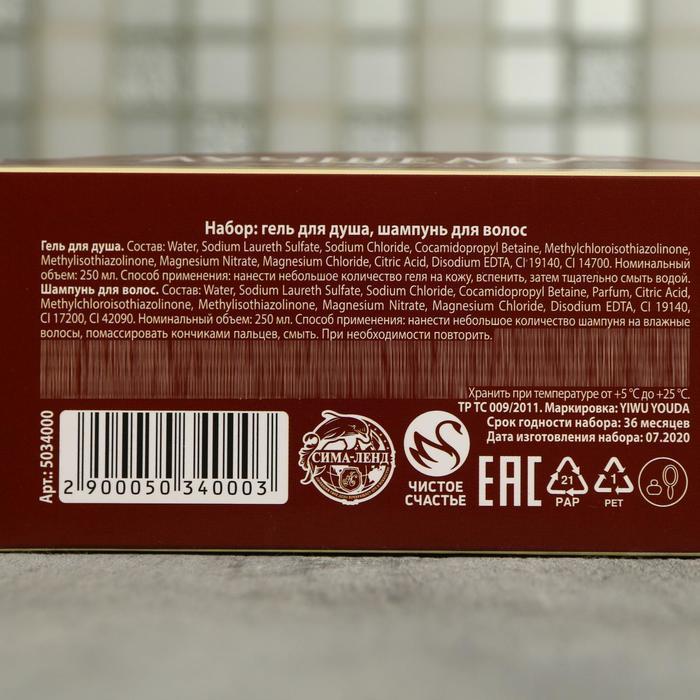 ЛУЧШЕМУ
Набор: гель для душа, шампунь для волос
Гель для душа. Состав: Water, Sodium Laureth Sulfate, Sodium Chloride, Cocamidopropyl Betaine, Methylchloroisothiazolinone,
Methylisothiazolinone, Magnesium Nitrate, Magnesium Chloride, Citric Acid, Disodium EDTA, CI 19140, CI 14700. Номинальный
объем: 250 мл. Способ применения: нанести небольшое количество геля на кожу, вспенить, затем тщательно смыть водой.
Шампунь для волос. Состав: Water, Sodium Laureth Sulfate, Sodium Chloride, Cocamidopropyl Betaine, Parfum, Citric Acid,
Methylchloroisothiazolinone, Methylisothiazolinone, Magnesium Nitrate, Magnesium Chloride, Disodium EDTA, CI 19140,
CI 17200, CI 42090. Номинальный объем: 250 мл. Способ применения: нанести небольшое количество шампуня на влажные
волосы, помассировать кончиками пальцев, смыть. При необходимости повторить.
Хранить при температуре от +5 °C до +25 °C.
ТР ТС 009/2011. Маркировка: YIWU YOUDA
Срок годности набора: 36 месяцев
Дата изготовления набора: 07.2020
Арт.: 5034000
2 900050 340003
СИМА-ЛЕНД
ЧИСТОЕ
СЧАСТЬЕ
EAC
21
PAP
1
PET